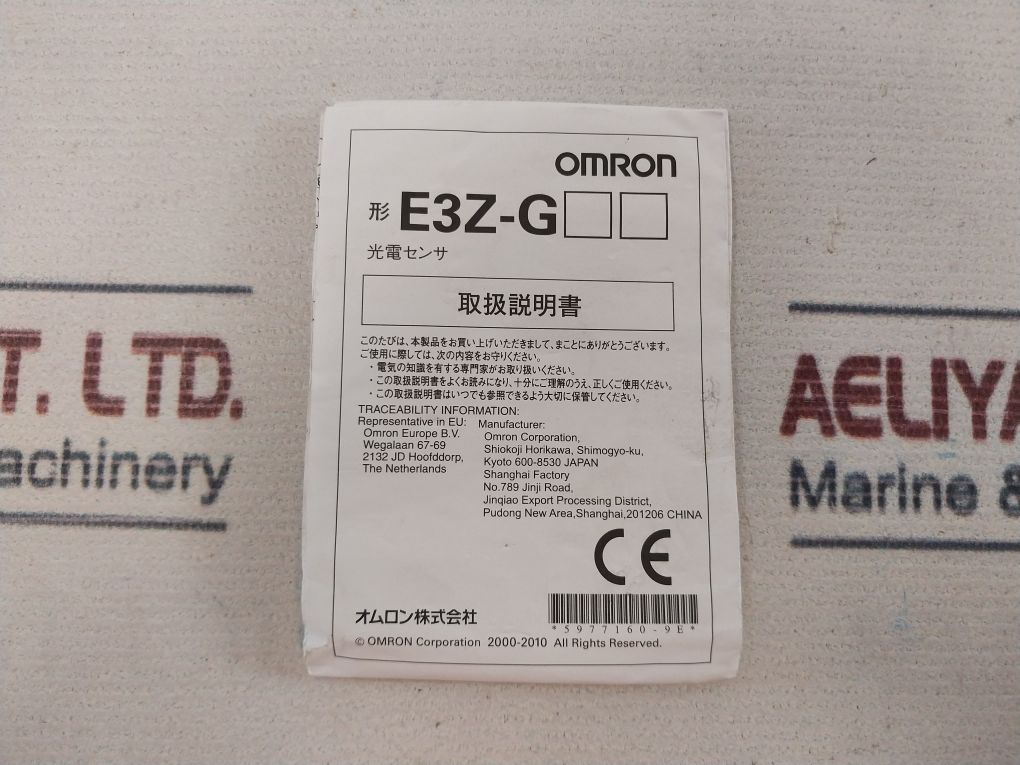 OMRON
形 E3Z-G□□
光電センサ
取扱説明書
このたびは、本製品をお買い上げいただきまして、まことにありがとうございます。
ご使用に際しては、次の内容をお守りください。
・電気の知識を有する専門家がお取り扱いください。
・この取扱説明書をよくお読みになり、十分にご理解のうえ、正しくご使用ください。
・この取扱説明書はいつでも参照できるよう大切に保管してください。
TRACEABILITY INFORMATION:
Representative in EU:
Omron Europe B.V.
Wegalaan 67-69
2132 JD Hoofddorp,
The Netherlands
Manufacturer:
Omron Corporation,
Shiokoji Horikawa, Shimogyo-ku,
Kyoto 600-8530 JAPAN
Shanghai Factory
No.789 Jinji Road,
Jinqiao Export Processing District,
Pudong New Area,Shanghai,201206 CHINA
CE
オムロン株式会社
*5977160-9E*
© OMRON Corporation 2000-2010 All Rights Reserved.
T. LTD.
achinery
AELIYA
Marine &